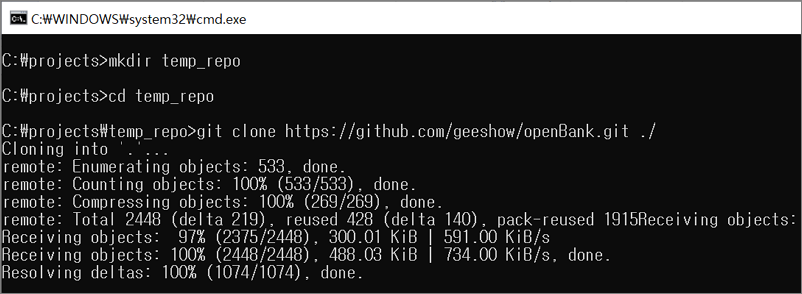 C:₩WINDOWS₩system32₩cmd.exe
C:₩projects>mkdir temp_repo
C:₩projects>cd temp_repo
C:₩projects₩temp_repo>git clone https://github.com/geeshow/openBank.git ./
Cloning into '.'...
remote: Enumerating objects: 533, done.
remote: Counting objects: 100% (533/533), done.
remote: Compressing objects: 100% (269/269), done.
remote: Total 2448 (delta 219), reused 428 (delta 140), pack-reused 1915Receiving objects:
Receiving objects:  97% (2375/2448), 300.01 KiB | 591.00 KiB/s
Receiving objects: 100% (2448/2448), 488.03 KiB | 734.00 KiB/s, done.
Resolving deltas: 100% (1074/1074), done.